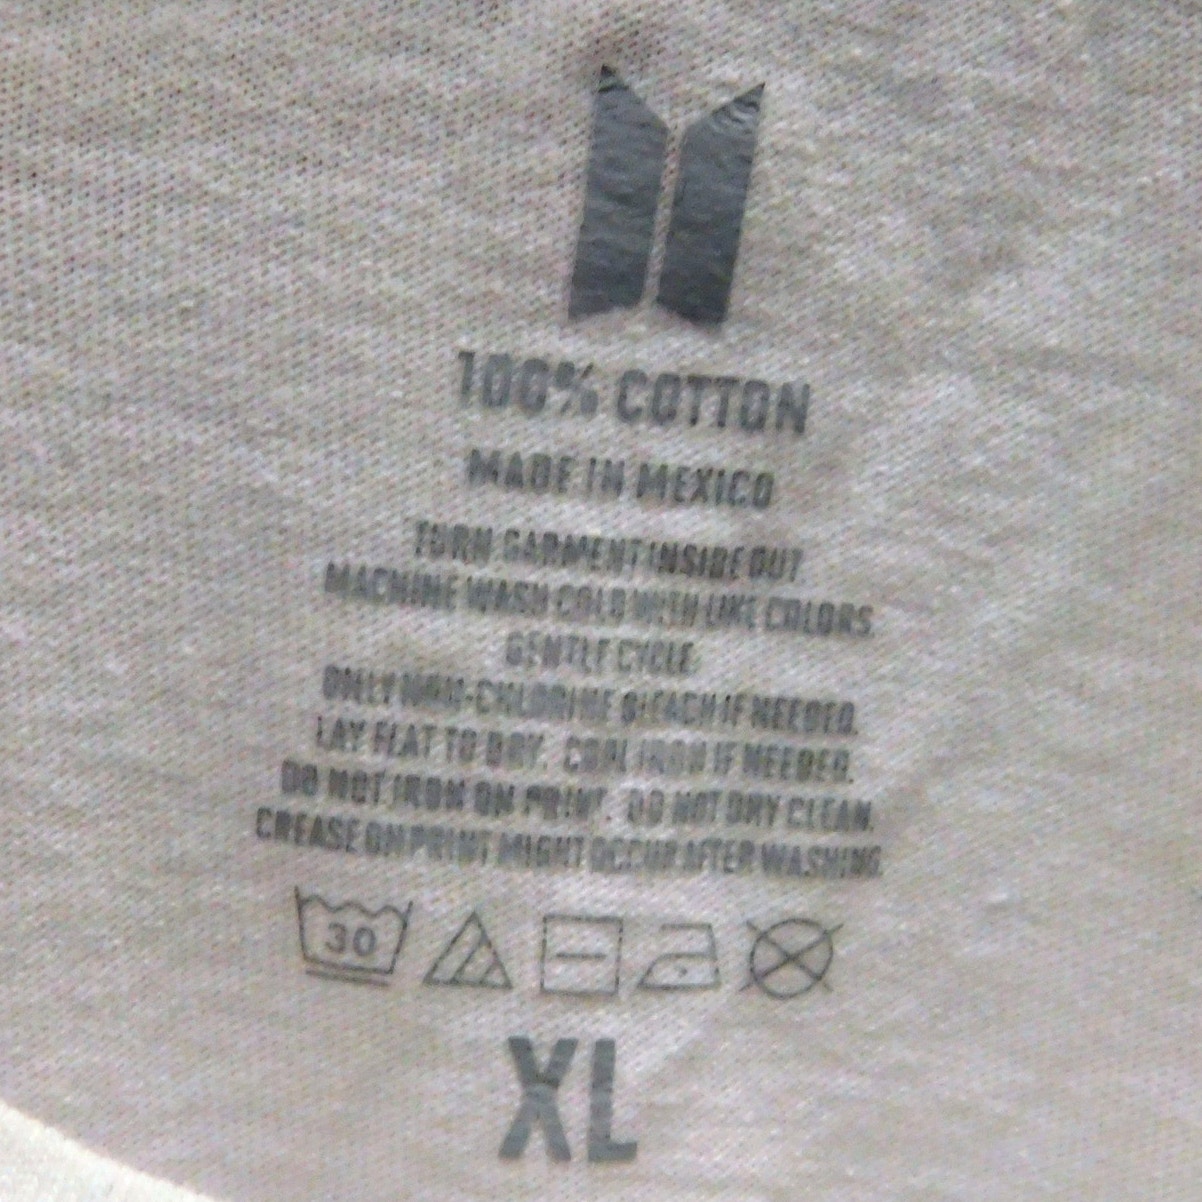 100% COTTON
MADE IN MEXICO
TURN GARMENT INSIDE OUT
MACHINE WASH COLD WITH LIKE COLORS.
GENTLE CYCLE
ONLY NON-CHLORINE BLEACH IF NEEDED.
LAY FLAT TO DRY. COOL IRON IF NEEDED.
DO NOT IRON ON PRINT. DO NOT DRY CLEAN.
CREASE ON PRINT MIGHT OCCUR AFTER WASHING.
30
XL